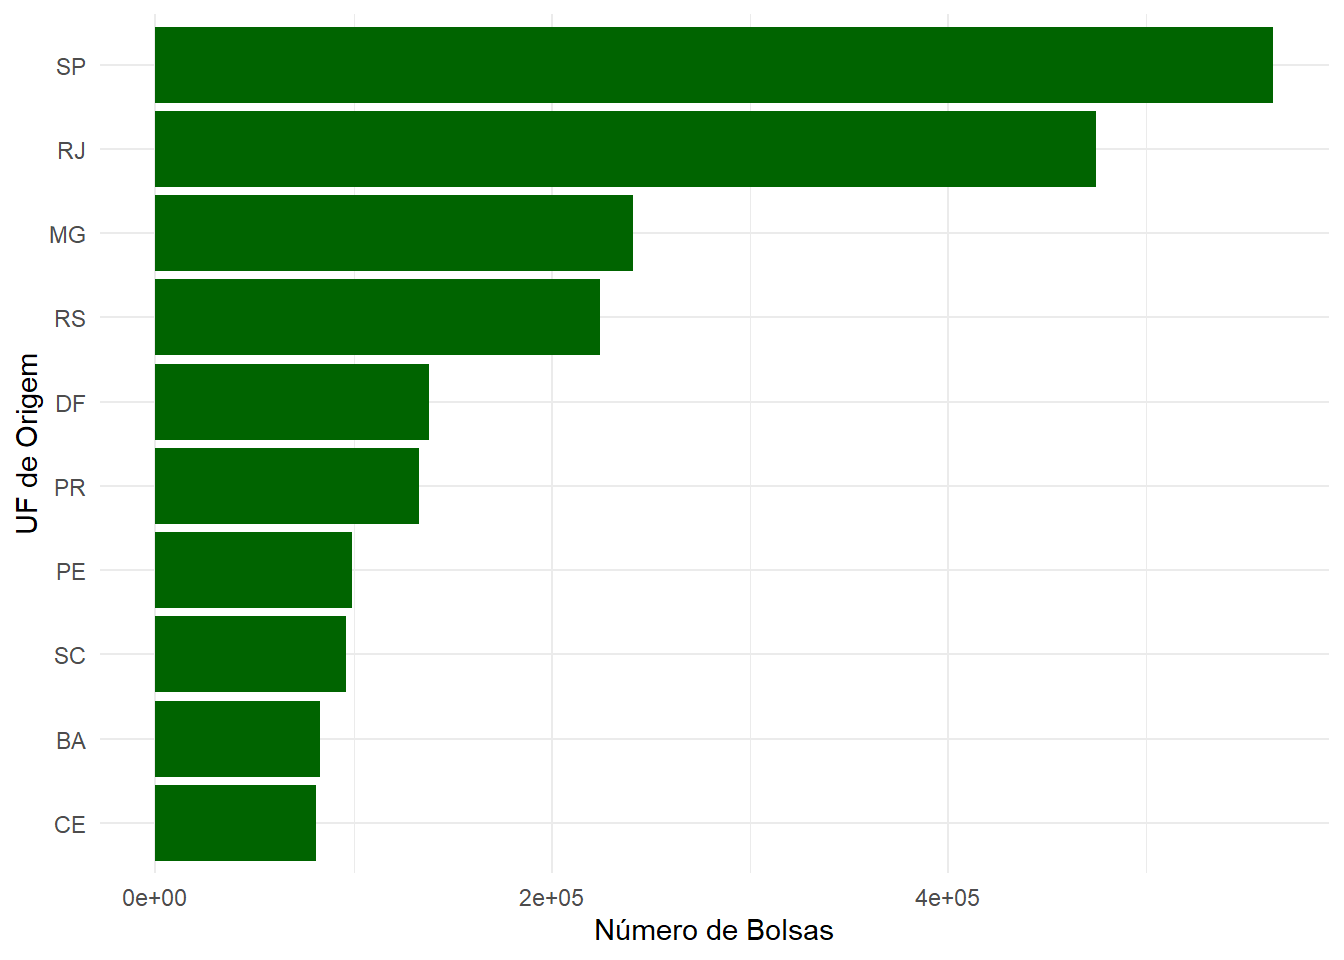 SP
RJ
MG
RS
DF
PR
PE
SC
BA
CE
UF de Origem
0e+00 2e+05 4e+05
Número de Bolsas